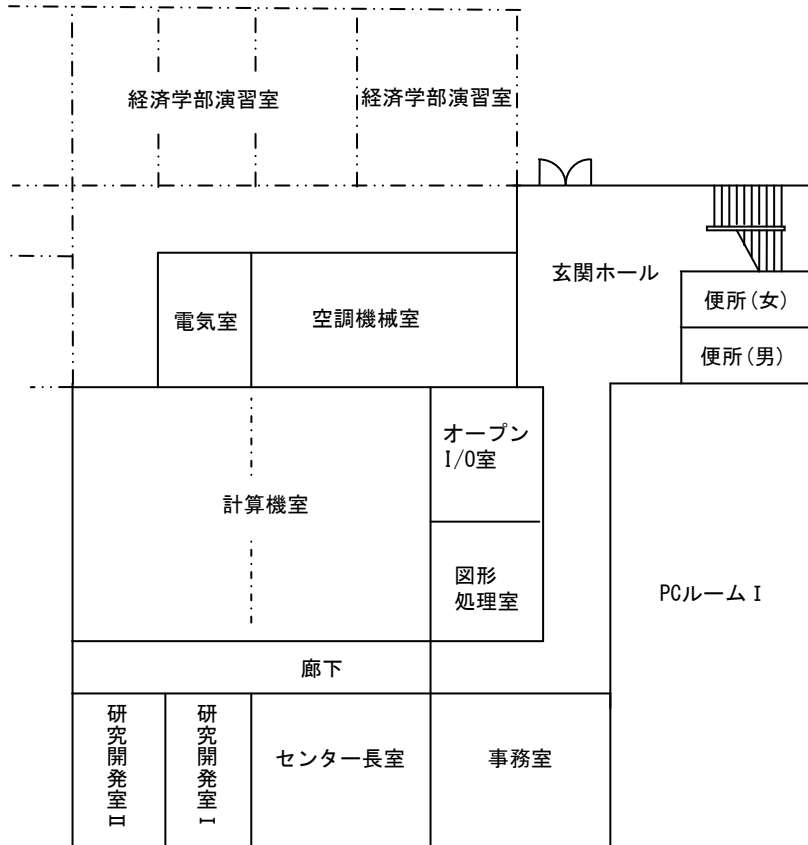 経済学部演習室
経済学部演習室
玄関ホール
便所(女)
電気室
空調機械室
便所(男)
オープン
I/O室
計算機室
図形
処理室
PCルームⅠ
廊下
研究開発室Ⅱ
研究開発室Ⅰ
センター長室
事務室